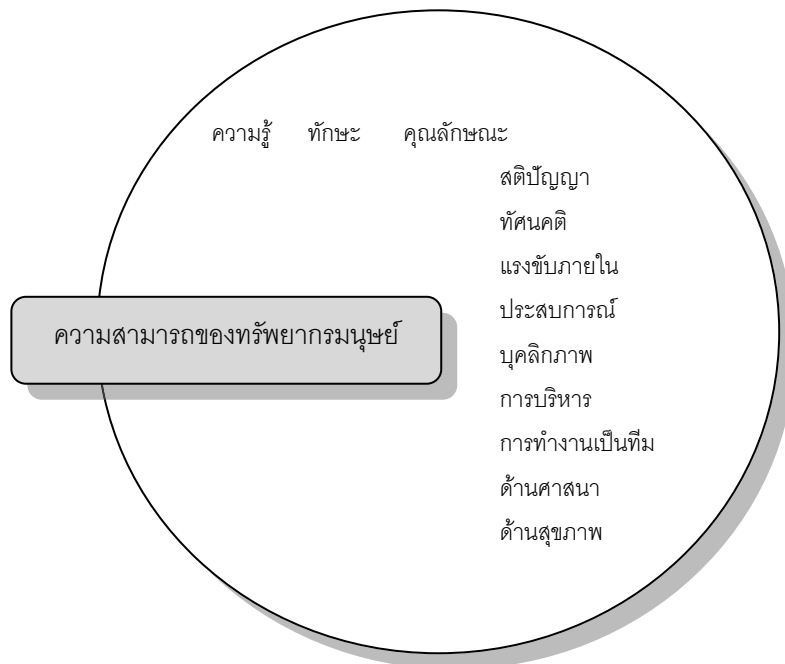 ความรู้ ทักษะ คุณลักษณะ
สติปัญญา
ทัศนคติ
แรงขับภายใน
ประสบการณ์
บุคลิกภาพ
การบริหาร
การทำงานเป็นทีม
ด้านศาสนา
ด้านสุขภาพ
ความสามารถของทรัพยากรมนุษย์